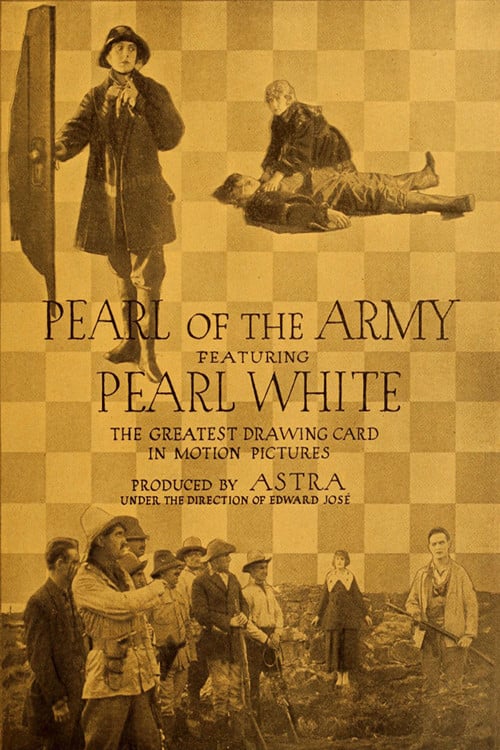 PEARL OF THE ARMY
FEATURING
PEARL WHITE
THE GREATEST DRAWING CARD
IN MOTION PICTURES
PRODUCED BY ASTRA
UNDER THE DIRECTION OF EDWARD JOSÉ